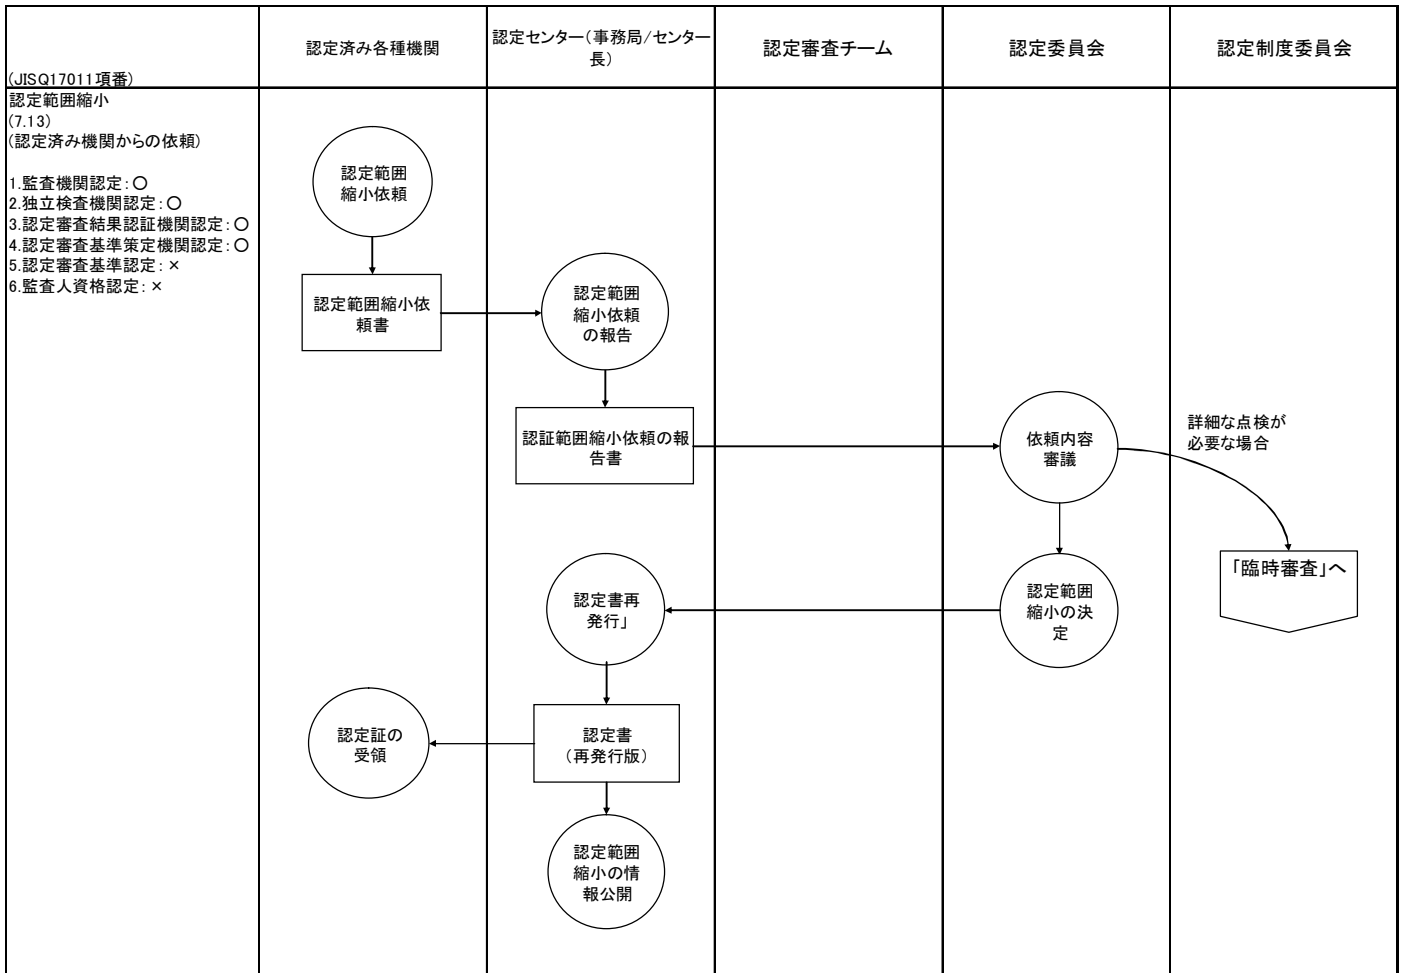 (JISQ17011項番)
認定済み各種機関
認定センター(事務局/センター
長)
認定審査チーム
認定委員会
認定制度委員会
認定範囲縮小
(7.13)
(認定済み機関からの依頼)
1.監査機関認定:○
2.独立検査機関認定:○
3.認定審査結果認証機関認定:○
4.認定審査基準策定機関認定:○
5.認定審査基準認定:×
6.監査人資格認定:×
認定範囲
縮小依頼
認定範囲縮小依
頼書
認定範囲
縮小依頼
の報告
認証範囲縮小依頼の報
告書
依頼内容
審議
詳細な点検が
必要な場合
「臨時審査」へ
認定範囲
縮小の決
定
認定書再
発行」
認定書
(再発行版)
認定証の
受領
認定範囲
縮小の情
報公開